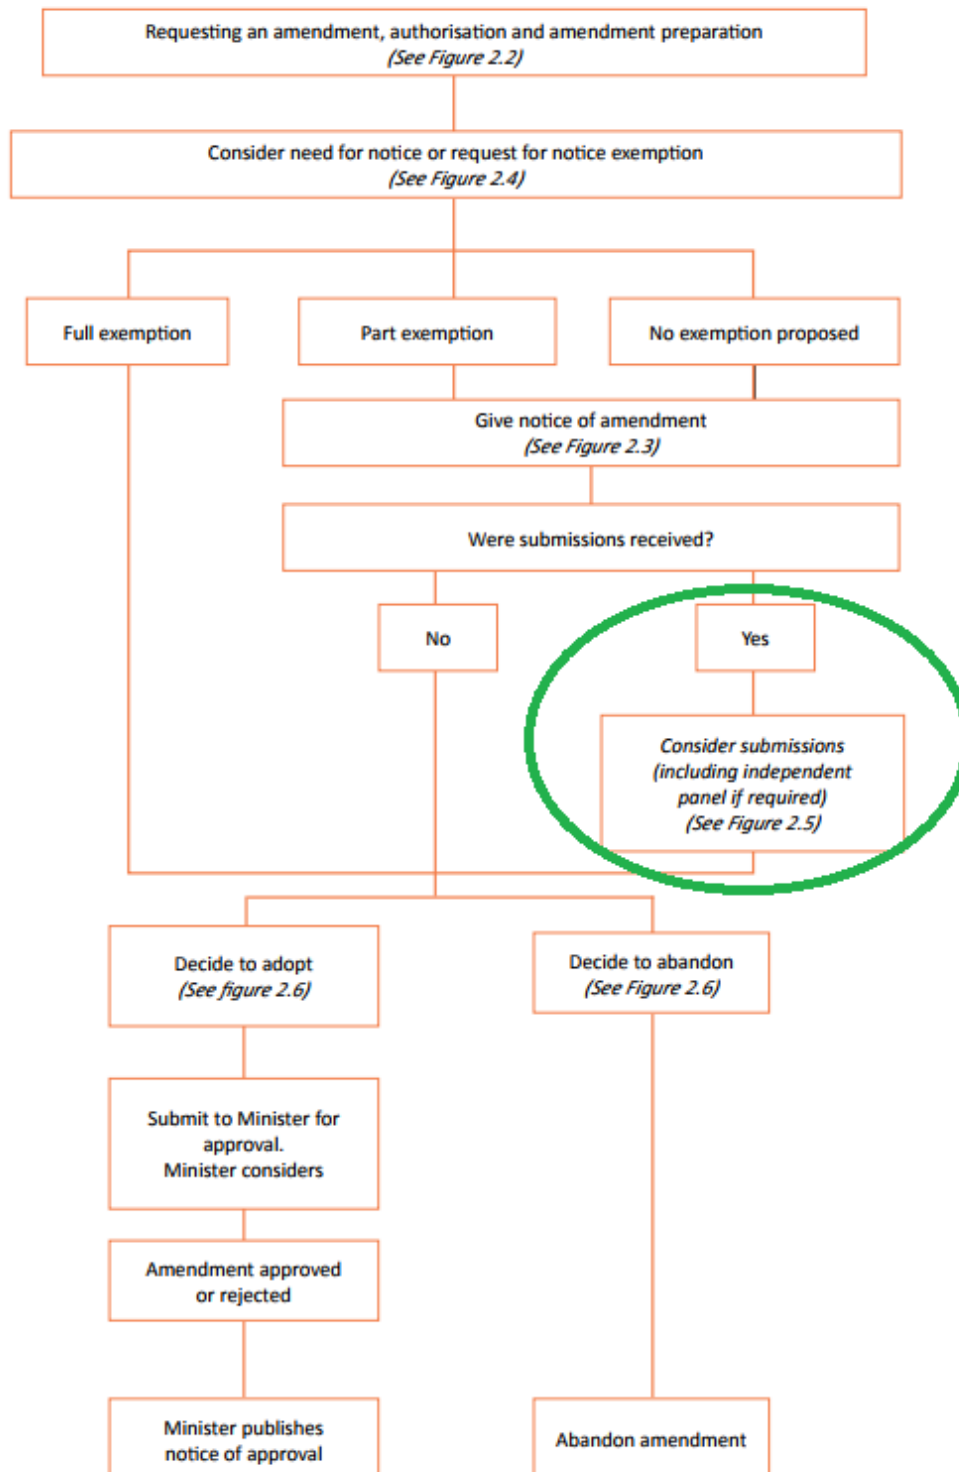 Requesting an amendment, authorisation and amendment preparation
(See Figure 2.2)
Consider need for notice or request for notice exemption
(See Figure 2.4)
Full exemption
Part exemption
No exemption proposed
Give notice of amendment
(See Figure 2.3)
Were submissions received?
No
Yes
Consider submissions
(including independent
panel if required)
(See Figure 2.5)
Decide to adopt
(See figure 2.6)
Decide to abandon
(See Figure 2.6)
Submit to Minister for
approval.
Minister considers
Amendment approved
or rejected
Minister publishes
notice of approval
Abandon amendment